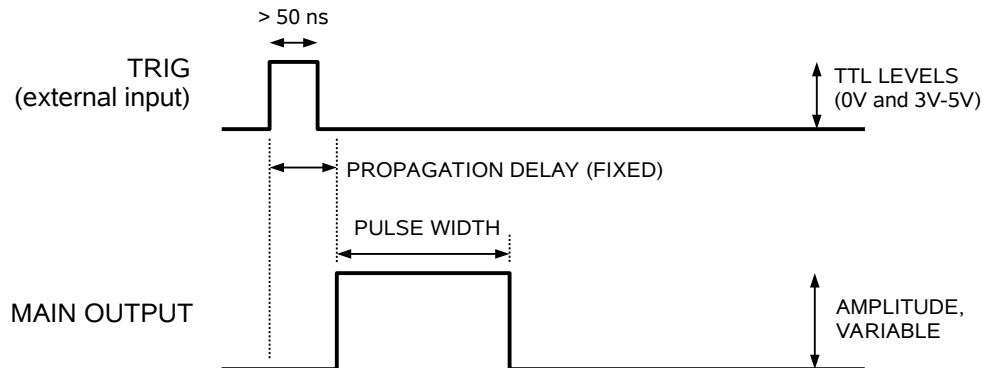 > 50 ns
TRIG
(external input)
TTL LEVELS
(0V and 3V-5V)
PROPAGATION DELAY (FIXED)
PULSE WIDTH
MAIN OUTPUT
AMPLITUDE,
VARIABLE